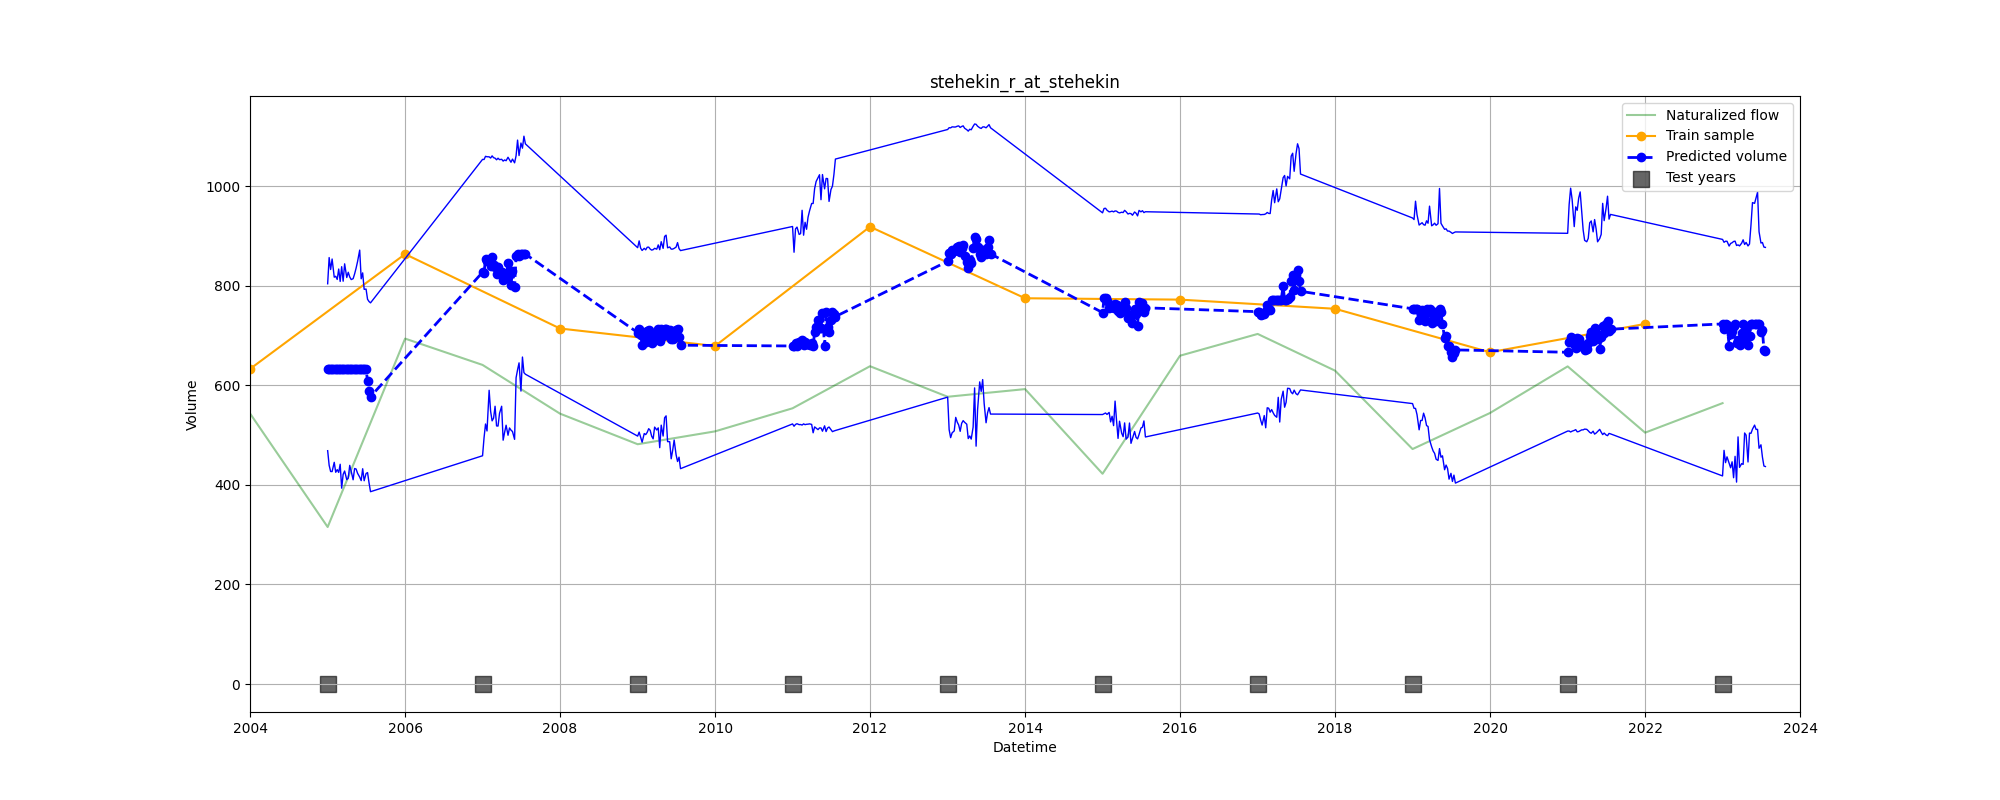 stehekin_r_at_stehekin
Naturalized flow
Train sample
Predicted volume
Test years
1000
800
600
400
200
0
Volume
2004
2006
2008
2010
2012
2014
2016
2018
2020
2022
2024
Datetime